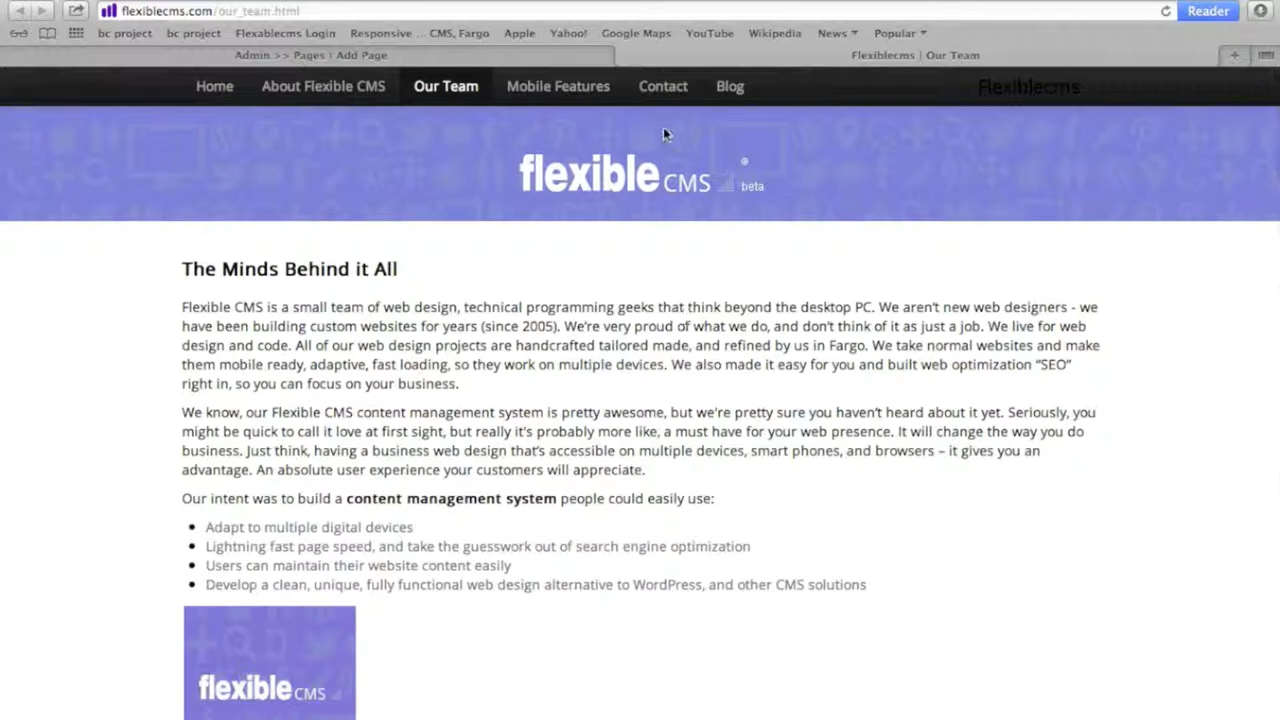 flexiblecms.com/our_team.html
Reader
bc project bc project Flexablecms Login Responsive ... CMS, Fargo Apple Yahoo! Google Maps YouTube Wikipedia News Popular
Admin >> Pages : Add Page
Flexiblecms | Our Team
Home About Flexible CMS Our Team Mobile Features Contact Blog
Flexiblecms
flexible CMS ® beta
The Minds Behind it All
Flexible CMS is a small team of web design, technical programming geeks that think beyond the desktop PC. We aren't new web designers - we
have been building custom websites for years (since 2005). We're very proud of what we do, and don't think of it as just a job. We live for web
design and code. All of our web design projects are handcrafted tailored made, and refined by us in Fargo. We take normal websites and make
them mobile ready, adaptive, fast loading, so they work on multiple devices. We also made it easy for you and built web optimization “SEO”
right in, so you can focus on your business.
We know, our Flexible CMS content management system is pretty awesome, but we're pretty sure you haven't heard about it yet. Seriously, you
might be quick to call it love at first sight, but really it's probably more like, a must have for your web presence. It will change the way you do
business. Just think, having a business web design that's accessible on multiple devices, smart phones, and browsers – it gives you an
advantage. An absolute user experience your customers will appreciate.
Our intent was to build a content management system people could easily use:
Adapt to multiple digital devices
Lightning fast page speed, and take the guesswork out of search engine optimization
Users can maintain their website content easily
Develop a clean, unique, fully functional web design alternative to WordPress, and other CMS solutions
flexible CMS